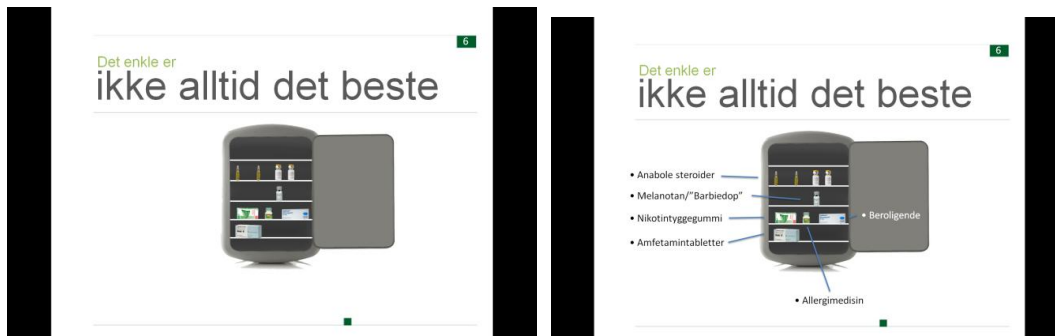 6
Det enkle er
ikke alltid det beste
6
Det enkle er
ikke alltid det beste
• Anabole steroider
• Melanotan/"Barbiedop"
• Nikotintyggegummi
• Beroligende
• Amfetamintabletter
• Allergimedisin